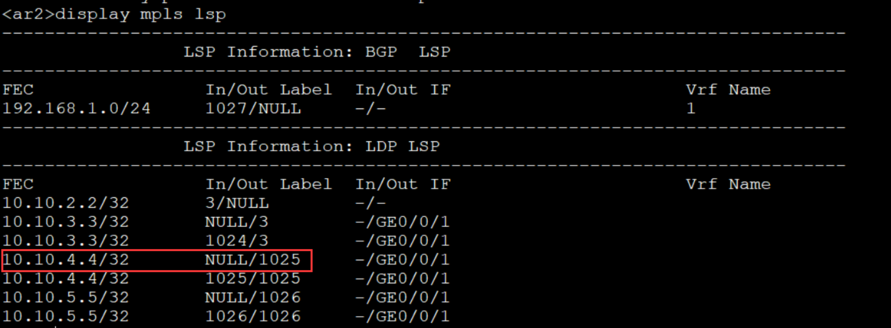 <ar2>display mpls lsp
-------------------------------------------------------------------------------
LSP Information: BGP  LSP
-------------------------------------------------------------------------------
FEC                In/Out Label  In/Out IF                      Vrf Name
192.168.1.0/24     1027/NULL     -/-                            1
-------------------------------------------------------------------------------
LSP Information: LDP LSP
-------------------------------------------------------------------------------
FEC                In/Out Label  In/Out IF                      Vrf Name
10.10.2.2/32       3/NULL        -/-
10.10.3.3/32       NULL/3        -/GE0/0/1
10.10.3.3/32       1024/3        -/GE0/0/1
10.10.4.4/32       NULL/1025     -/GE0/0/1
10.10.4.4/32       1025/1025     -/GE0/0/1
10.10.5.5/32       NULL/1026     -/GE0/0/1
10.10.5.5/32       1026/1026     -/GE0/0/1